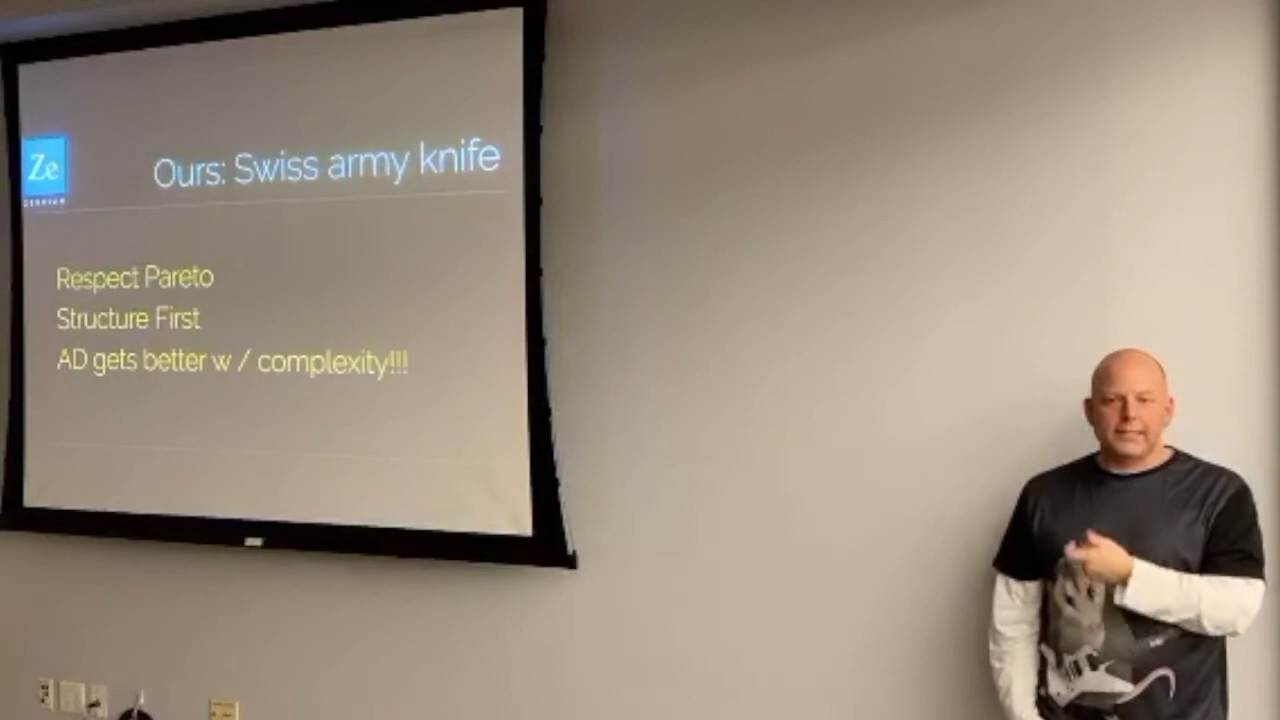 Ze
Ours: Swiss army knife
Respect Pareto
Structure First
AD gets better w / complexity!!!